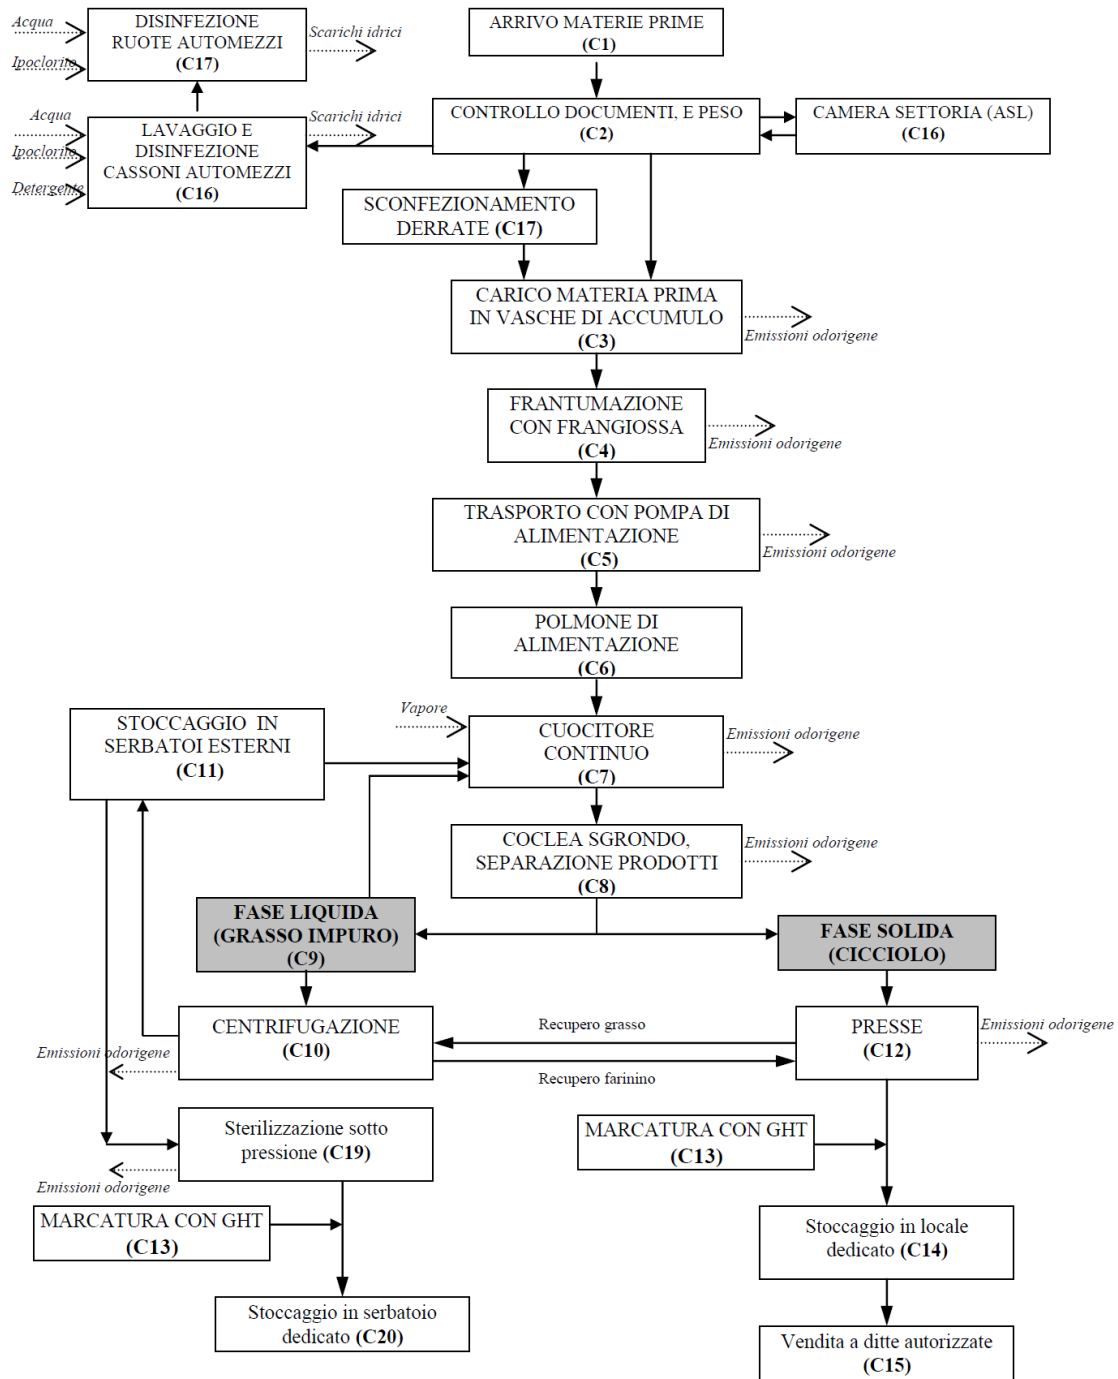 Acqua
Ipoclorito
DISINFEZIONE
RUOTE AUTOMEZZI
(C17)
Scarichi idrici
ARRIVO MATERIE PRIME
(C1)
Acqua
Ipoclorito
Detergente
LAVAGGIO E
DISINFEZIONE
CASSONI AUTOMEZZI
(C16)
Scarichi idrici
CONTROLLO DOCUMENTI, E PESO
(C2)
CAMERA SETTORIA (ASL)
(C16)
SCONFEZIONAMENTO
DERRATE (C17)
CARICO MATERIA PRIMA
IN VASCHE DI ACCUMULO
(C3)
Emissioni odorigene
FRANTUMAZIONE
CON FRANGIOSSA
(C4)
Emissioni odorigene
TRASPORTO CON POMPA DI
ALIMENTAZIONE
(C5)
Emissioni odorigene
POLMONE DI
ALIMENTAZIONE
(C6)
STOCCAGGIO IN
SERBATOI ESTERNI
(C11)
Vapore
CUOCITORE
CONTINUO
(C7)
Emissioni odorigene
COCLEA SGRONDO,
SEPARAZIONE PRODOTTI
(C8)
Emissioni odorigene
FASE LIQUIDA
(GRASSO IMPURO)
(C9)
FASE SOLIDA
(CICCIOLO)
CENTRIFUGAZIONE
(C10)
Emissioni odorigene
Recupero grasso
Recupero farinino
PRESSE
(C12)
Emissioni odorigene
Sterilizzazione sotto
pressione (C19)
Emissioni odorigene
MARCATURA CON GHT
(C13)
MARCATURA CON GHT
(C13)
Stoccaggio in locale
dedicato (C14)
Stoccaggio in serbatoio
dedicato (C20)
Vendita a ditte autorizzate
(C15)